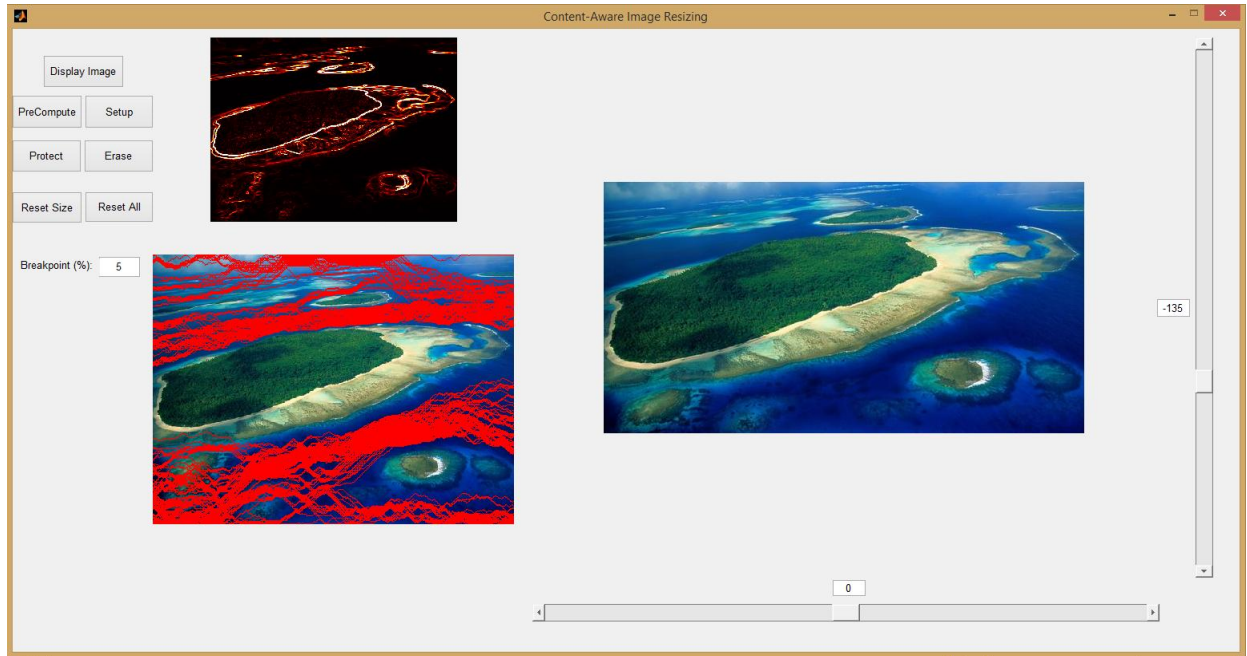 Content-Aware Image Resizing
Display Image
PreCompute
Setup
Protect
Erase
Reset Size
Reset All
Breakpoint (%):
5
-135
0